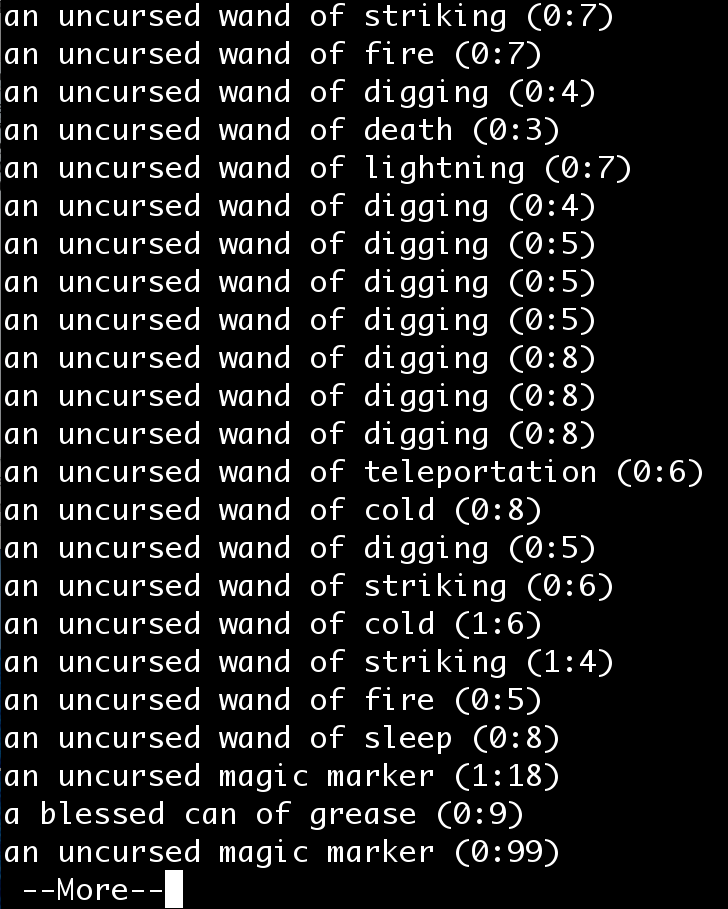 an uncursed wand of striking (0:7)
an uncursed wand of fire (0:7)
an uncursed wand of digging (0:4)
an uncursed wand of death (0:3)
an uncursed wand of lightning (0:7)
an uncursed wand of digging (0:4)
an uncursed wand of digging (0:5)
an uncursed wand of digging (0:5)
an uncursed wand of digging (0:5)
an uncursed wand of digging (0:8)
an uncursed wand of digging (0:8)
an uncursed wand of digging (0:8)
an uncursed wand of teleportation (0:6)
an uncursed wand of cold (0:8)
an uncursed wand of digging (0:5)
an uncursed wand of striking (0:6)
an uncursed wand of cold (1:6)
an uncursed wand of striking (1:4)
an uncursed wand of fire (0:5)
an uncursed wand of sleep (0:8)
an uncursed magic marker (1:18)
a blessed can of grease (0:9)
an uncursed magic marker (0:99)
--More--